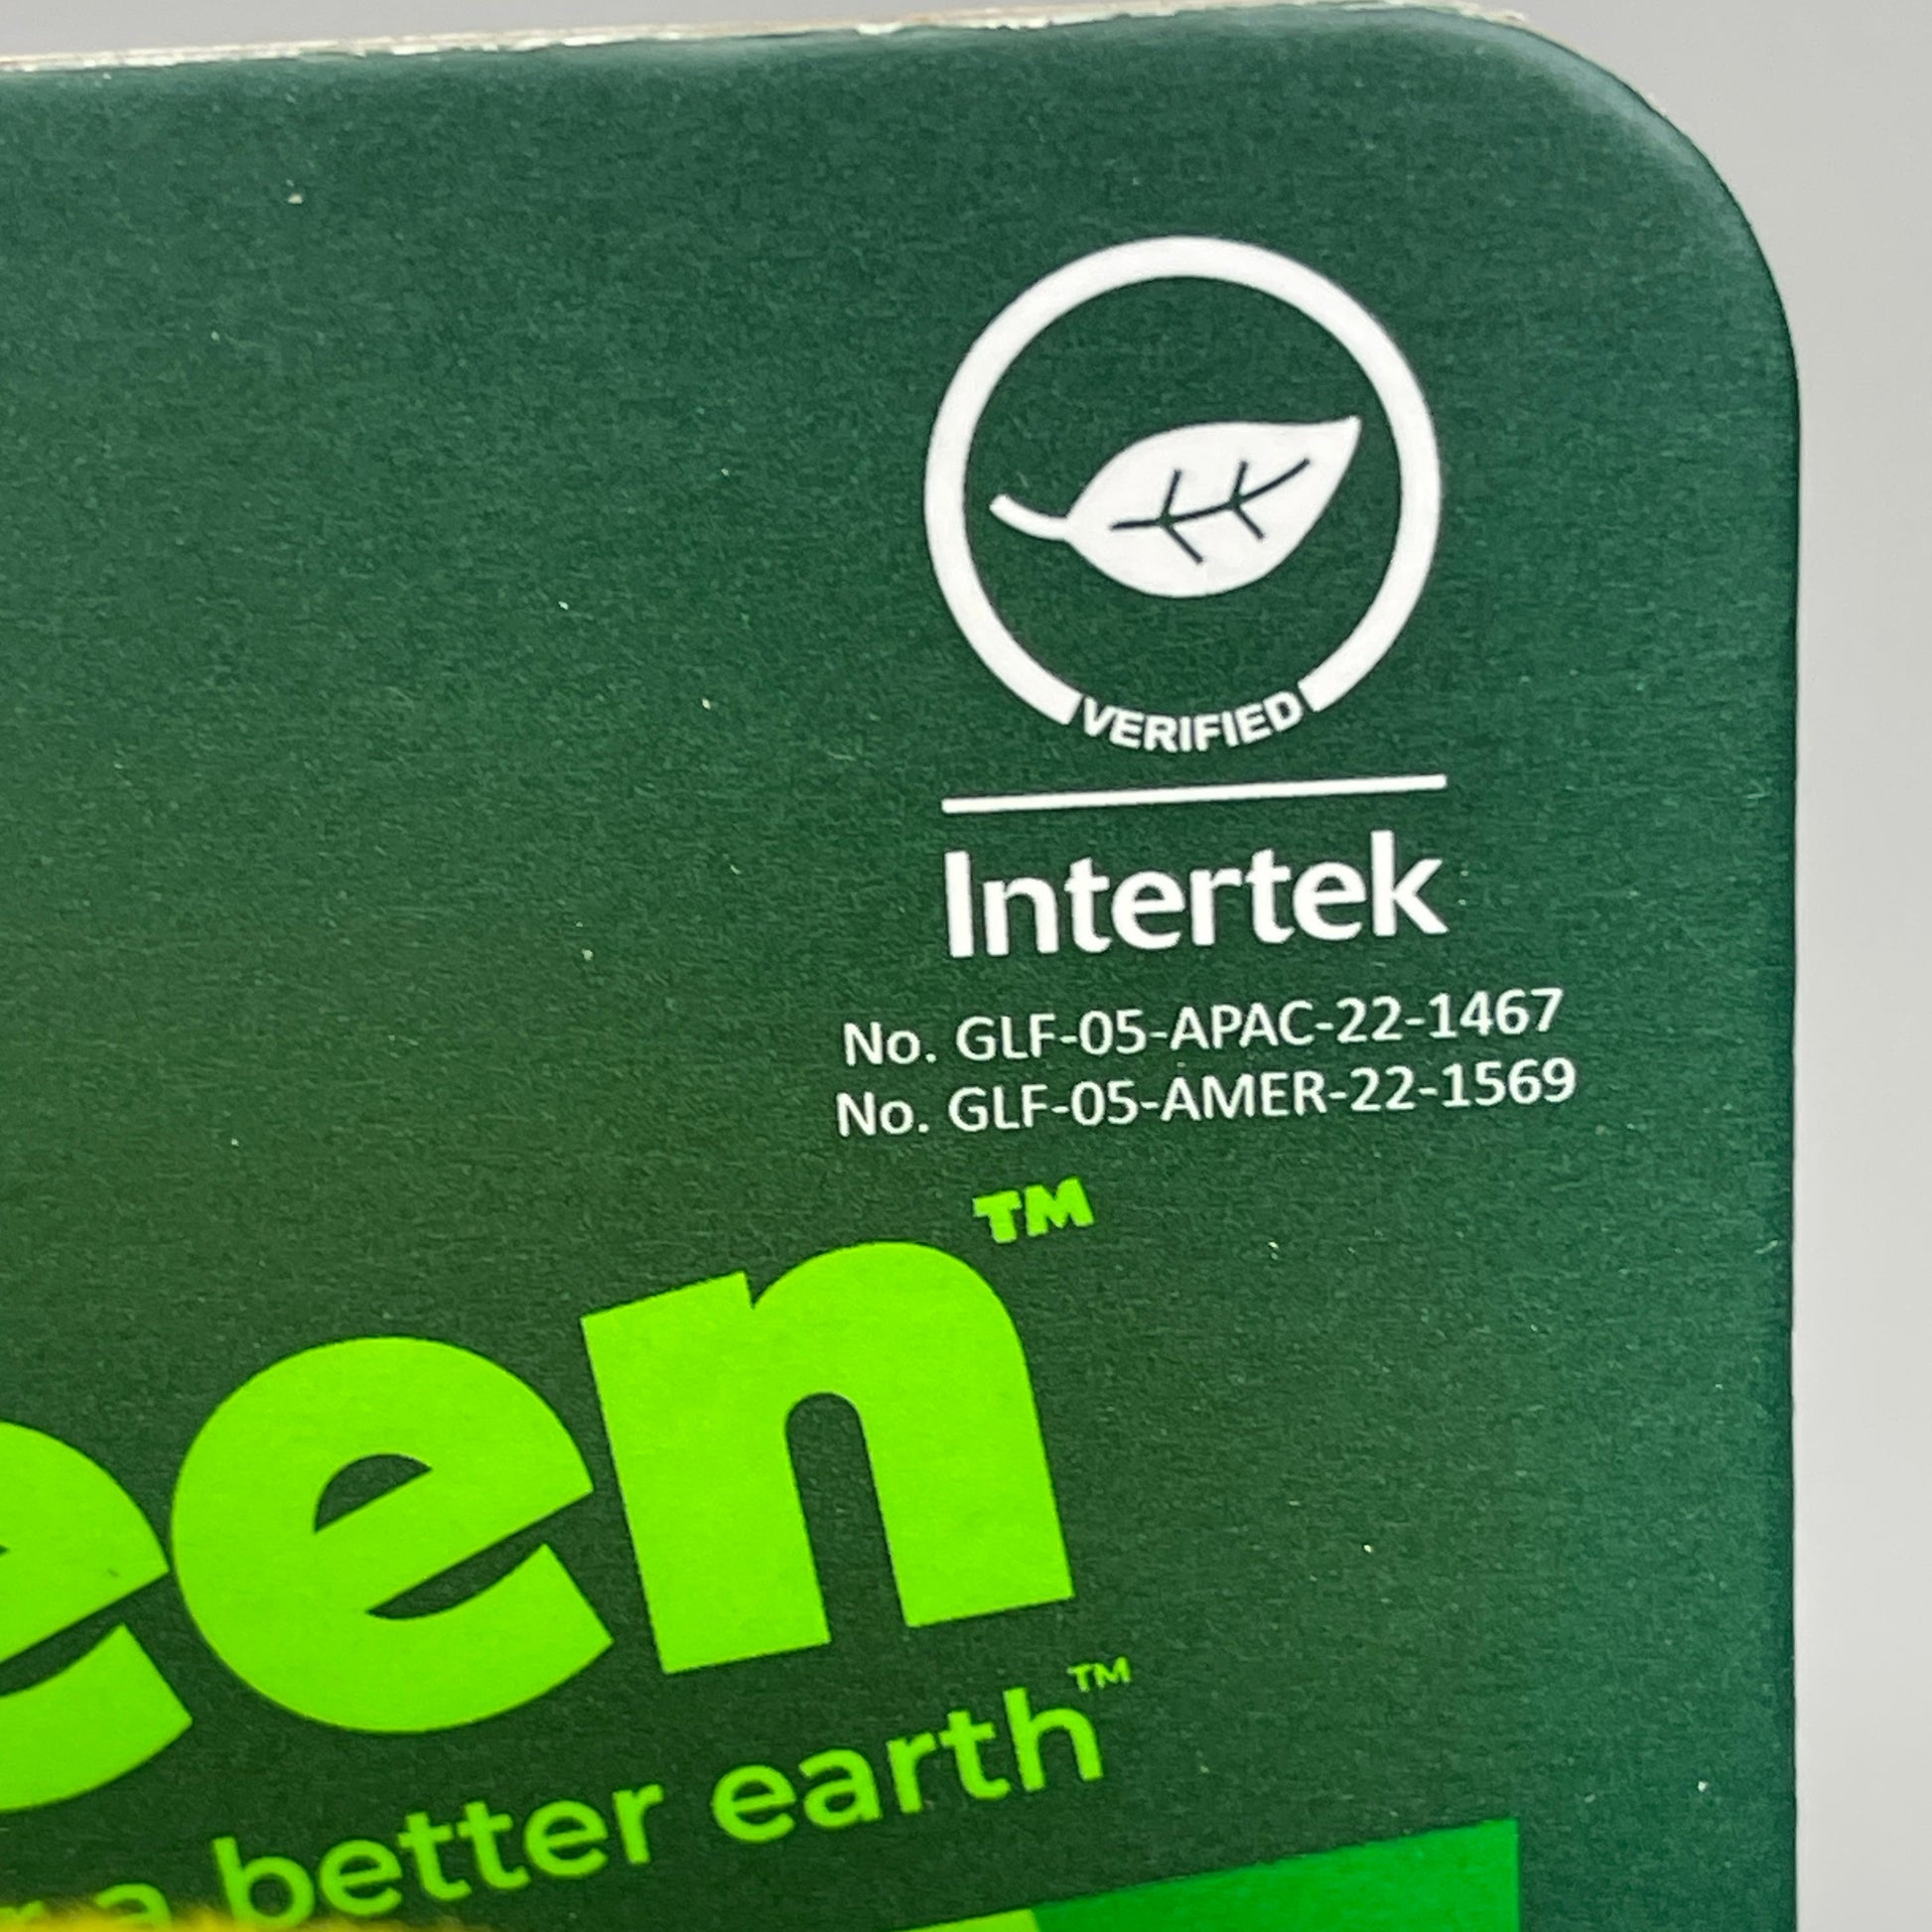 VERIFIED
Intertek
No. GLF-05-APAC-22-1467
No. GLF-05-AMER-22-1569
een™
a better earth™